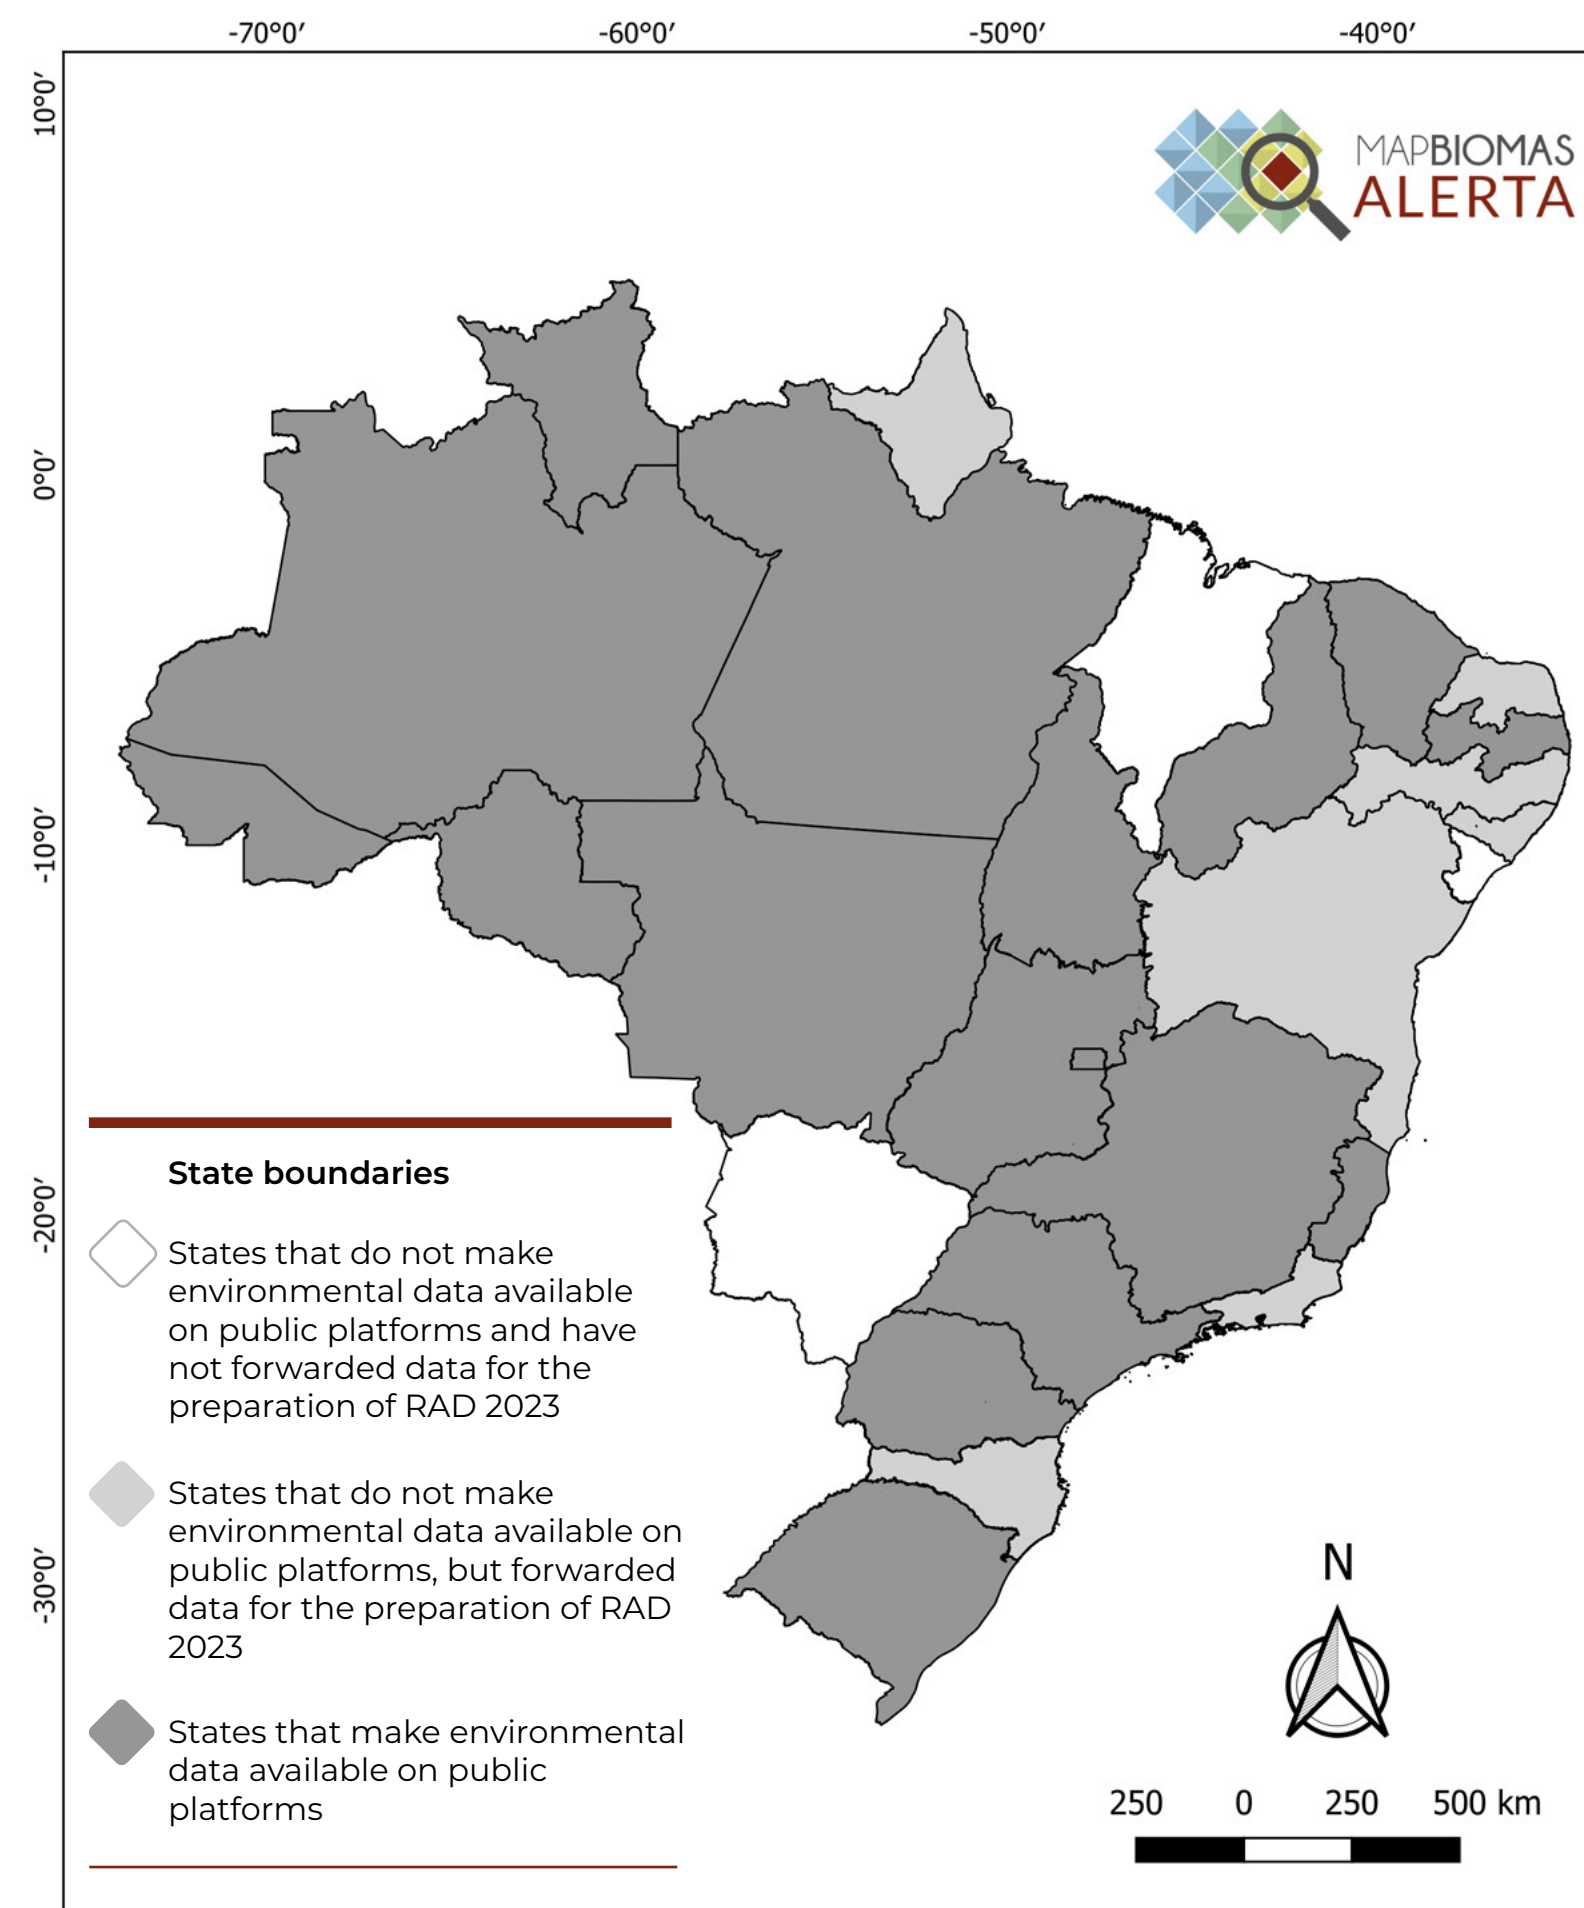 -70°0′ -60°0′ -50°0′ -40°0′
10°0′
0°0′
-10°0′
-20°0′
-30°0′
MAPBIOMAS
ALERTA
State boundaries
States that do not make
environmental data available
on public platforms and have
not forwarded data for the
preparation of RAD 2023
States that do not make
environmental data available on
public platforms, but forwarded
data for the preparation of RAD
2023
States that make environmental
data available on public
platforms
N
250 0 250 500 km